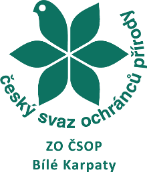 český svaz ochránců přírody
ZO ČSOP
Bílé Karpaty